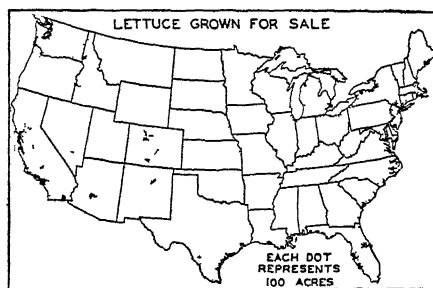 LETTUCE GROWN FOR SALE
EACH DOT
REPRESENTS
100 ACRES